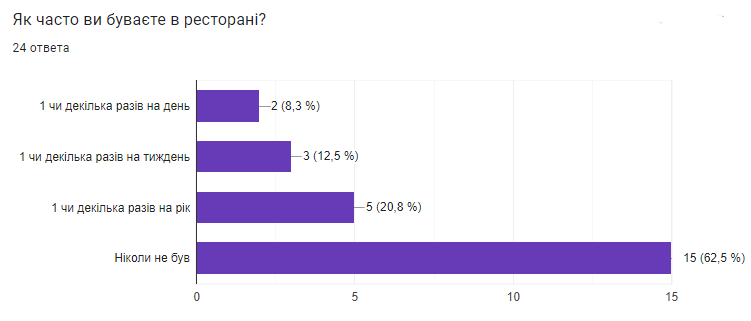 Як часто ви буваєте в ресторані?
24 ответа
1 чи декілька разів на день
2 (8,3 %)
1 чи декілька разів на тиждень
3 (12,5 %)
1 чи декілька разів на рік
5 (20,8 %)
Ніколи не був
15 (62,5 %)
0 5 10 15